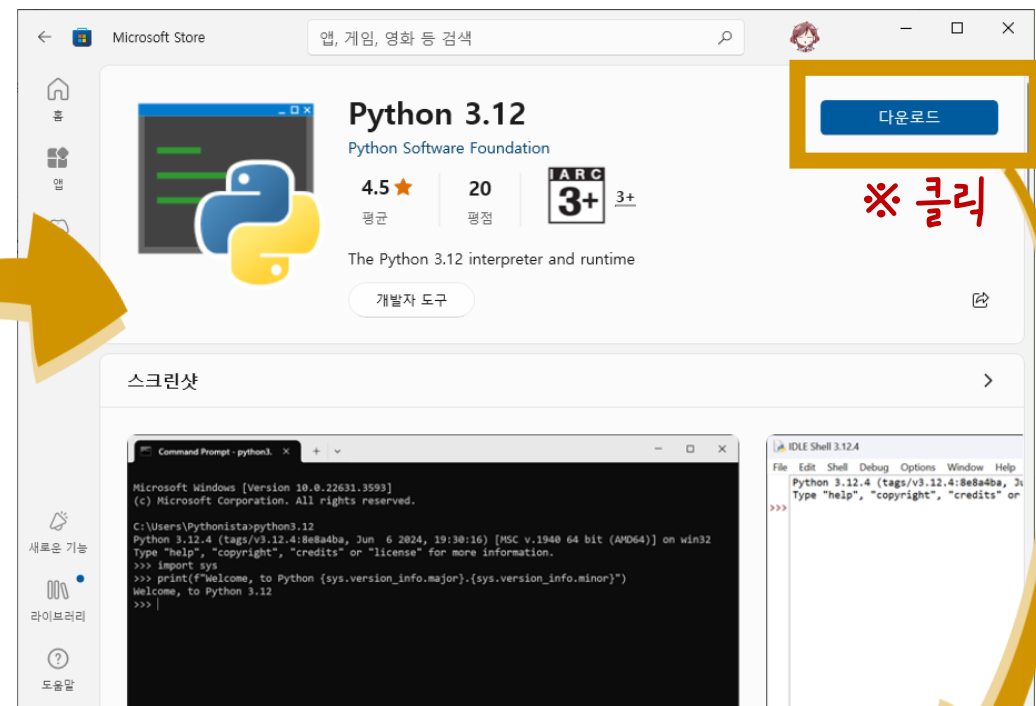 Microsoft Store
앱, 게임, 영화 등 검색
홈
앱
Python 3.12
Python Software Foundation
4.5
평균
20
평점
IARC
3+
3+
The Python 3.12 interpreter and runtime
개발자 도구
다운로드
※ 클릭
스크린샷
Command Prompt - python3.
Microsoft Windows [Version 10.0.22631.3593]
(c) Microsoft Corporation. All rights reserved.
C:\Users\Pythonista>python3.12
Python 3.12.4 (tags/v3.12.4:8e8a4ba, Jun  6 2024, 19:30:16) [MSC v.1940 64 bit (AMD64)] on win32
Type "help", "copyright", "credits" or "license" for more information.
>>> import sys
>>> print(f"Welcome, to Python {sys.version_info.major}.{sys.version_info.minor}")
Welcome, to Python 3.12
>>>
IDLE Shell 3.12.4
File Edit Shell Debug Options Window Help
Python 3.12.4 (tags/v3.12.4:8e8a4ba,
Type "help", "copyright", "credits" or
>>>
새로운 기능
라이브러리
도움말